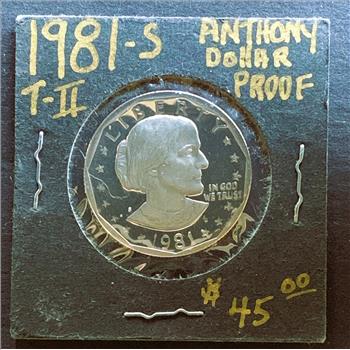 1981-S ANTHONY
T-II DOLLAR
PROOF
LIBERTY
IN GOD
WE TRUST
S
1981
$ 45 00